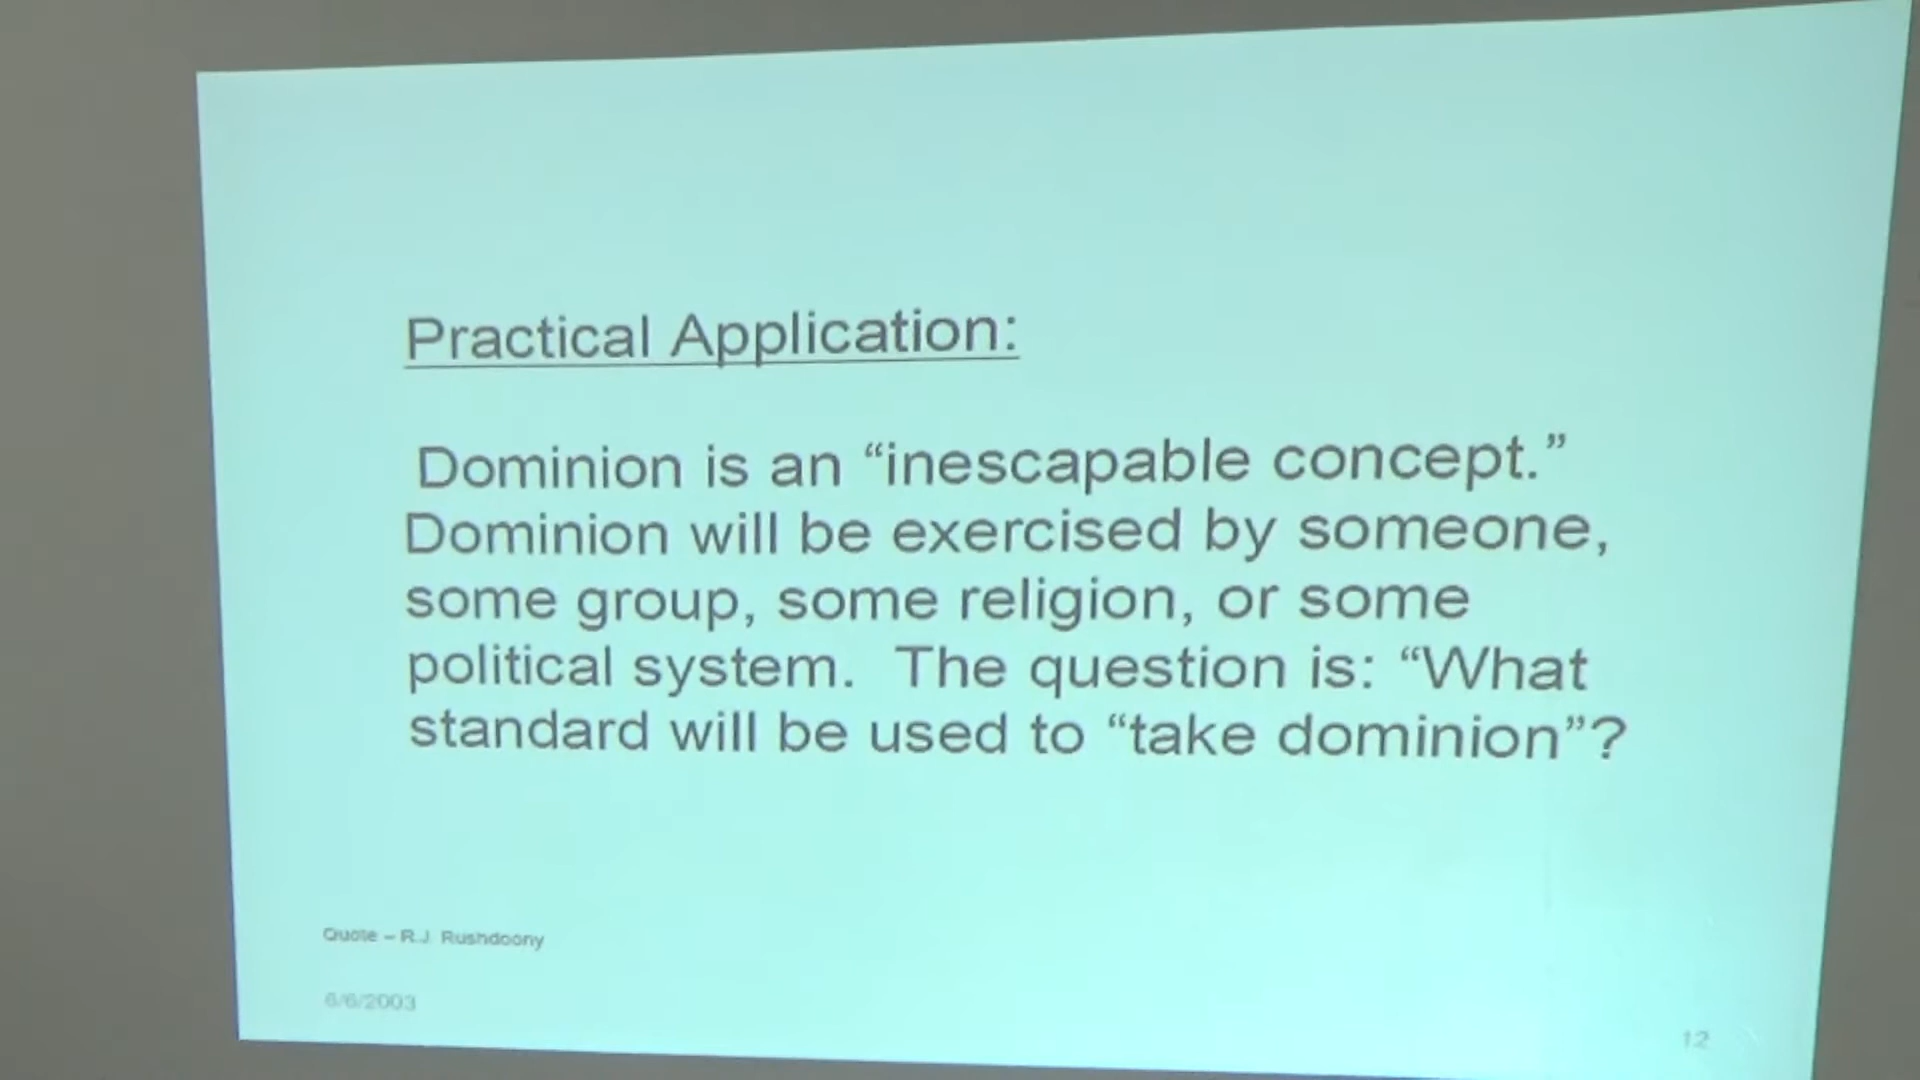 Practical Application:
Dominion is an “inescapable concept.”
Dominion will be exercised by someone,
some group, some religion, or some
political system. The question is: “What
standard will be used to “take dominion”?
Quote – R.J. Rushdoony
6/6/2003
12